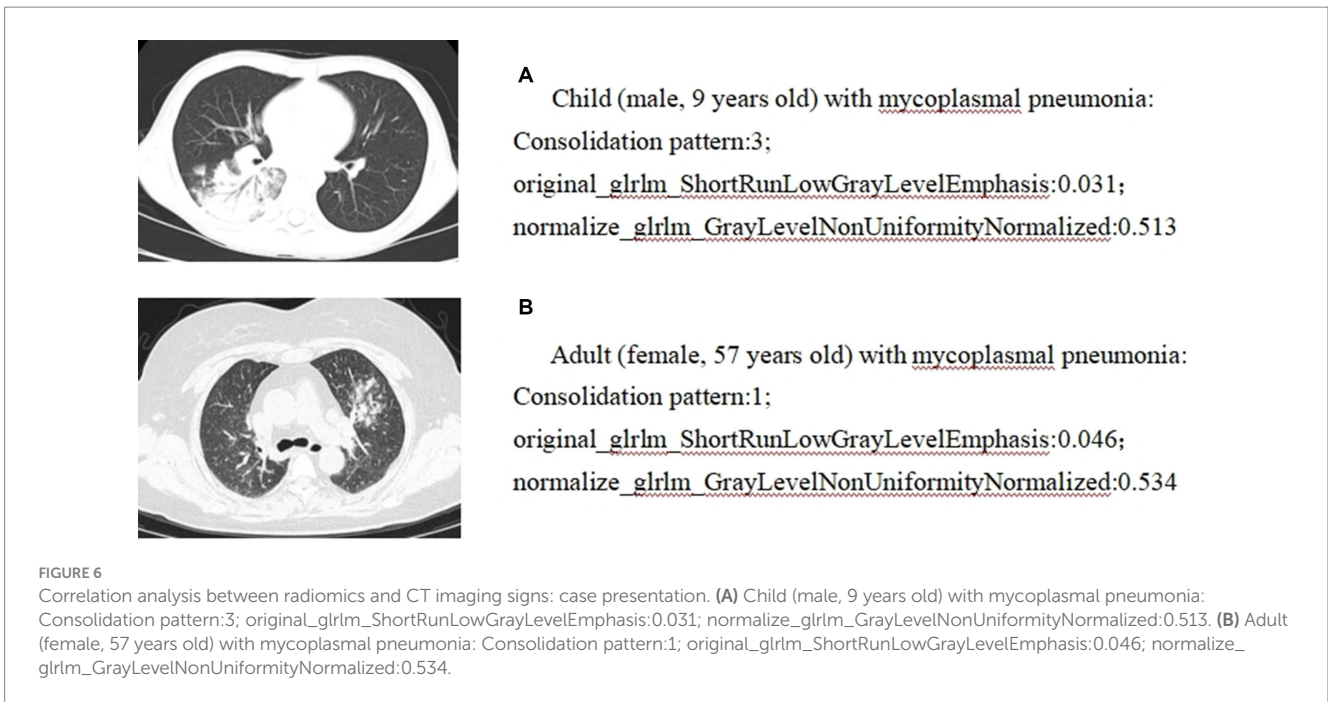 A
Child (male, 9 years old) with mycoplasmal pneumonia:
Consolidation pattern:3;
original_glrlm_ShortRunLowGrayLevelEmphasis:0.031;
normalize_glrlm_GrayLevelNonUniformityNormalized:0.513
B
Adult (female, 57 years old) with mycoplasmal pneumonia:
Consolidation pattern:1;
original_glrlm_ShortRunLowGrayLevelEmphasis:0.046;
normalize_glrlm_GrayLevelNonUniformityNormalized:0.534
FIGURE 6
Correlation analysis between radiomics and CT imaging signs: case presentation. (A) Child (male, 9 years old) with mycoplasmal pneumonia:
Consolidation pattern:3; original_glrlm_ShortRunLowGrayLevelEmphasis:0.031; normalize_glrlm_GrayLevelNonUniformityNormalized:0.513. (B) Adult
(female, 57 years old) with mycoplasmal pneumonia: Consolidation pattern:1; original_glrlm_ShortRunLowGrayLevelEmphasis:0.046; normalize_
glrlm_GrayLevelNonUniformityNormalized:0.534.